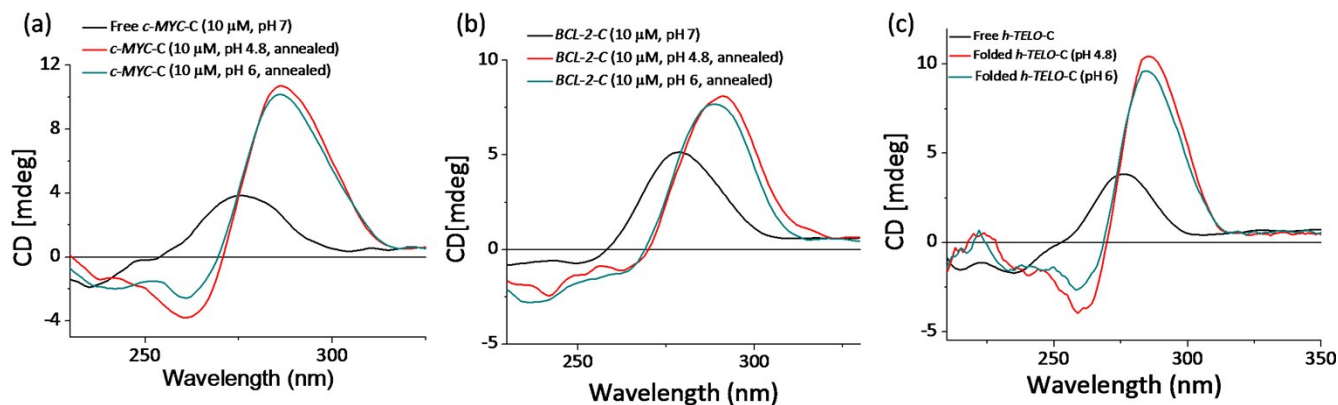 (a)
Free c-MYC-C (10 μM, pH 7)
c-MYC-C (10 μM, pH 4.8, annealed)
c-MYC-C (10 μM, pH 6, annealed)
CD [mdeg]
12
8
4
0
-4
250
300
Wavelength (nm)
(b)
BCL-2-C (10 μM, pH 7)
BCL-2-C (10 μM, pH 4.8, annealed)
BCL-2-C (10 μM, pH 6, annealed)
CD[mdeg]
10
5
0
-5
250
300
Wavelength (nm)
(c)
Free h-TELO-C
Folded h-TELO-C (pH 4.8)
Folded h-TELO-C (pH 6)
CD [mdeg]
10
5
0
-5
250
300
350
Wavelength (nm)